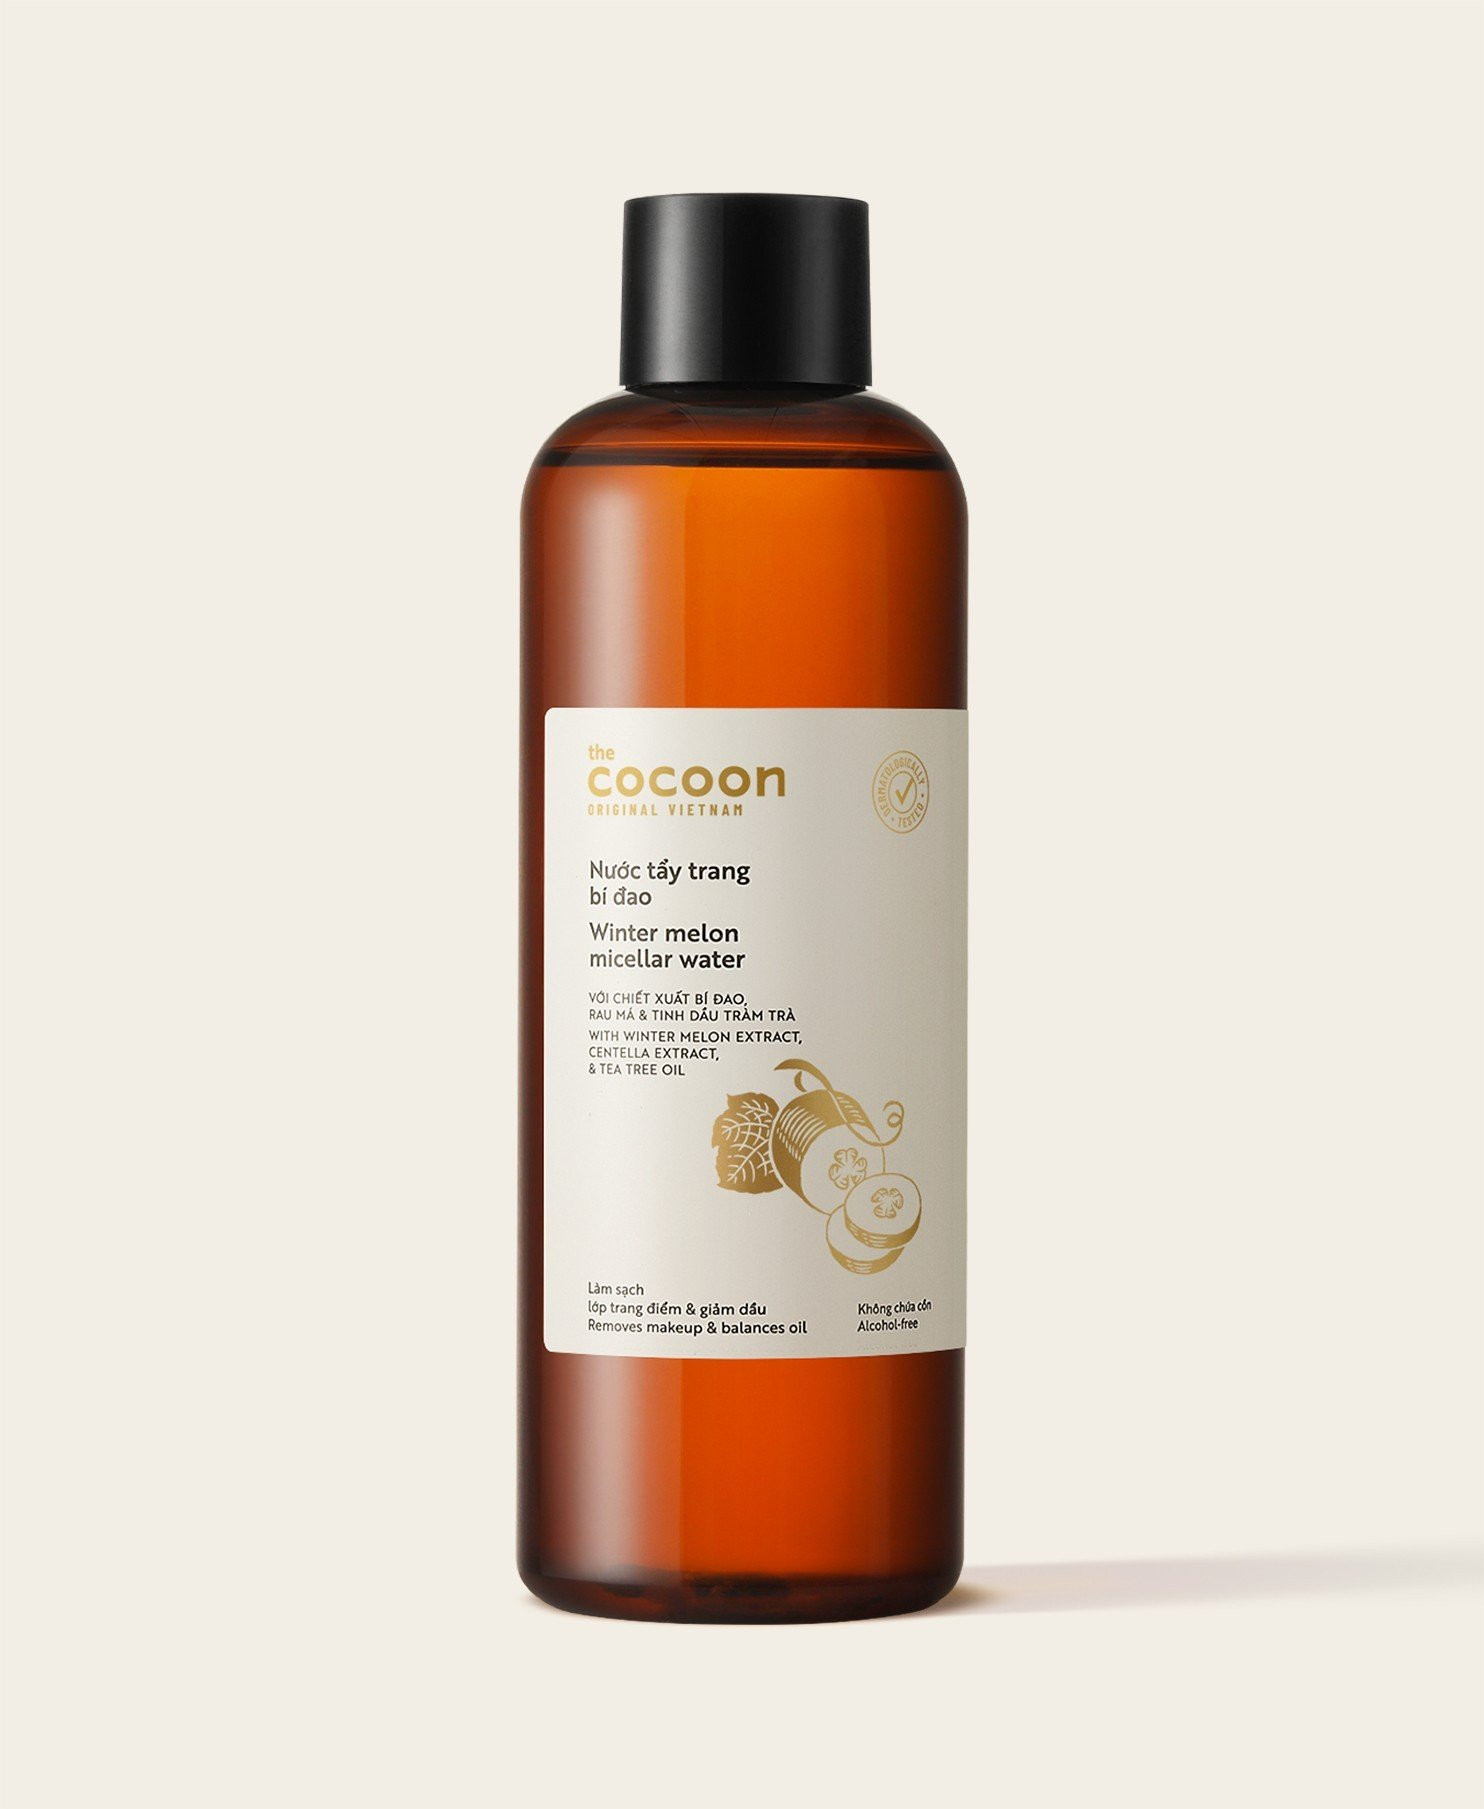 the
cocoon
ORIGINAL VIETNAM
DERMATOLOGICALLY
TESTED
Nước tẩy trang
bí đao
Winter melon
micellar water
VỚI CHIẾT XUẤT BÍ ĐAO,
RAU MÁ & TINH DẦU TRÀM TRÀ
WITH WINTER MELON EXTRACT,
CENTELLA EXTRACT,
& TEA TREE OIL
Làm sạch
lớp trang điểm & giảm dầu
Removes makeup & balances oil
Không chứa cồn
Alcohol-free